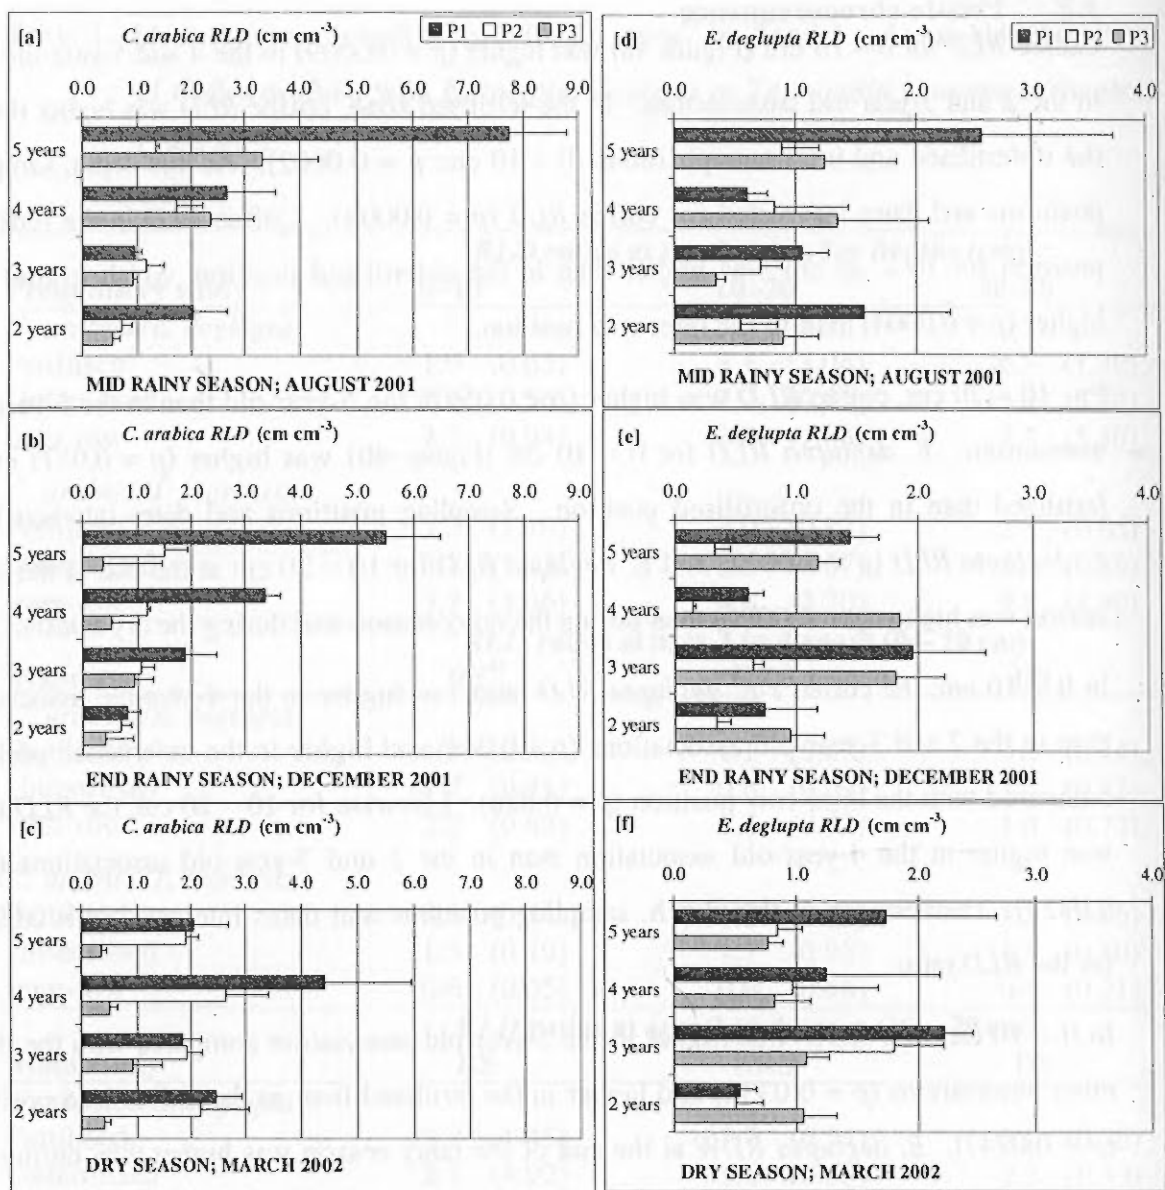 [a]
C. arabica RLD (cm cm⁻³)
P1 P2 P3
0.0 1.0 2.0 3.0 4.0 5.0 6.0 7.0 8.0 9.0
5 years
4 years
3 years
2 years
MID RAINY SEASON; AUGUST 2001
[d]
E. deglupta RLD (cm cm⁻³)
P1 P2 P3
0.0 1.0 2.0 3.0 4.0
5 years
4 years
3 years
2 years
MID RAINY SEASON; AUGUST 2001
[b]
C. arabica RLD (cm cm⁻³)
0.0 1.0 2.0 3.0 4.0 5.0 6.0 7.0 8.0 9.0
5 years
4 years
3 years
2 years
END RAINY SEASON; DECEMBER 2001
[e]
E. deglupta RLD (cm cm⁻³)
0.0 1.0 2.0 3.0 4.0
5 years
4 years
3 years
2 years
END RAINY SEASON; DECEMBER 2001
[c]
C. arabica RLD (cm cm⁻³)
0.0 1.0 2.0 3.0 4.0 5.0 6.0 7.0 8.0 9.0
5 years
4 years
3 years
2 years
DRY SEASON; MARCH 2002
[f]
E. deglupta RLD (cm cm⁻³)
0.0 1.0 2.0 3.0 4.0
5 years
4 years
3 years
2 years
DRY SEASON; MARCH 2002